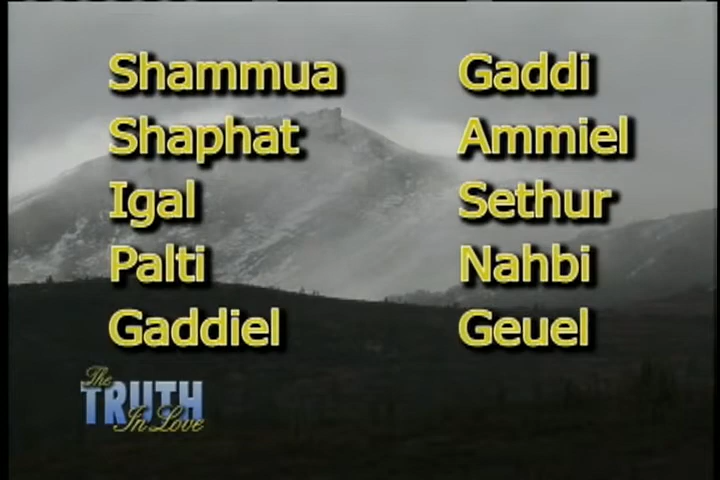 Shammua
Shaphat
Igal
Palti
Gaddiel
Gaddi
Ammiel
Sethur
Nahbi
Geuel
The
TRUTH
In Love